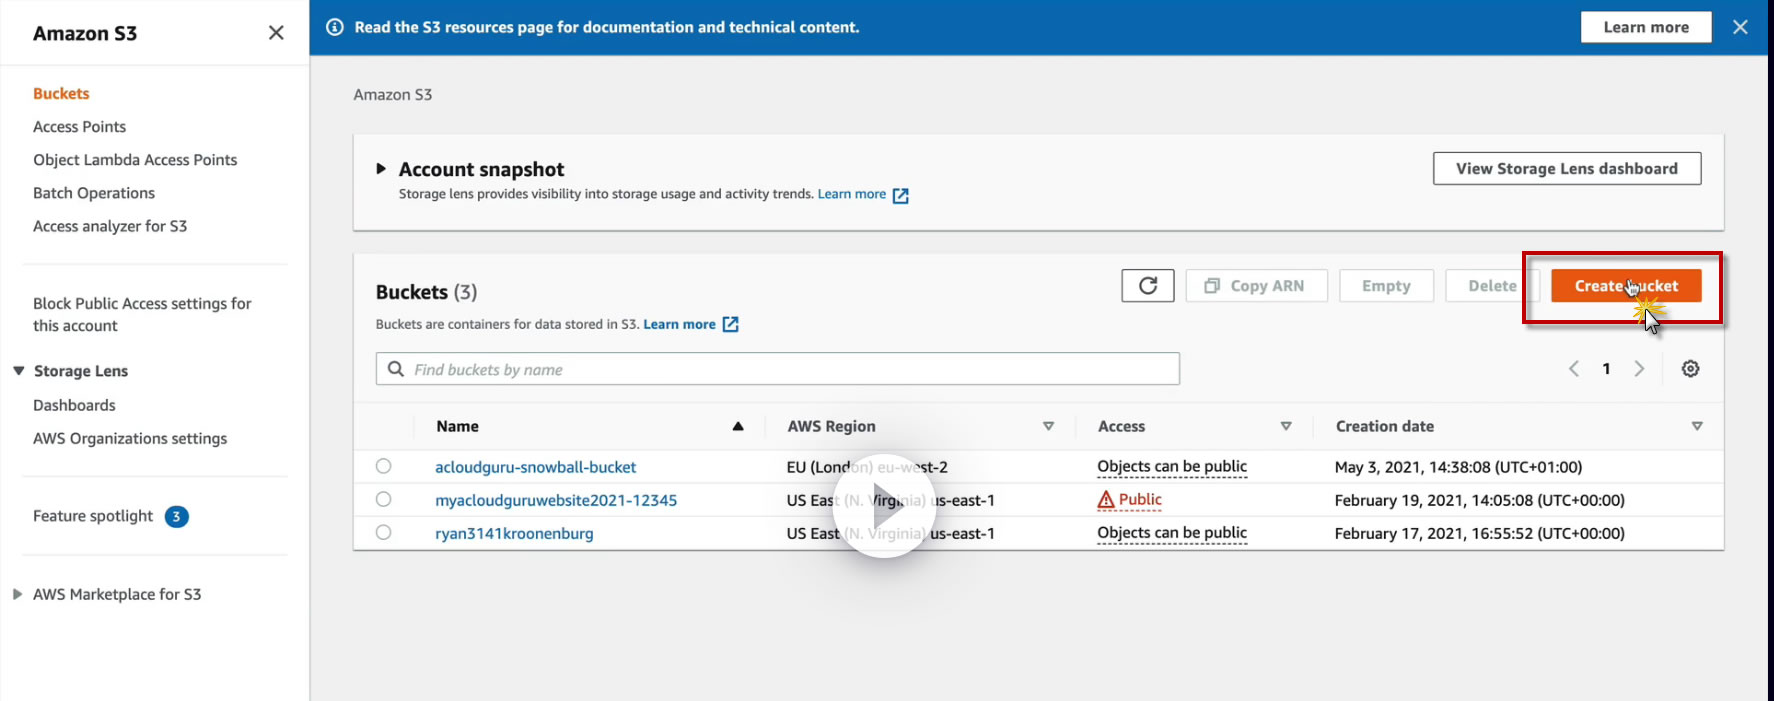 Amazon S3
Buckets
Access Points
Object Lambda Access Points
Batch Operations
Access analyzer for S3
Block Public Access settings for
this account
Storage Lens
Dashboards
AWS Organizations settings
Feature spotlight 3
AWS Marketplace for S3
Read the S3 resources page for documentation and technical content. Learn more
Amazon S3
Account snapshot
Storage lens provides visibility into storage usage and activity trends. Learn more
View Storage Lens dashboard
Buckets (3)
Buckets are containers for data stored in S3. Learn more
Copy ARN Empty Delete Create bucket
Find buckets by name
1
Name AWS Region Access Creation date
acloudguru-snowball-bucket EU (London) eu-west-2 Objects can be public May 3, 2021, 14:38:08 (UTC+01:00)
myacloudguruwebsite2021-12345 US East (N. Virginia) us-east-1 Public February 19, 2021, 14:05:08 (UTC+00:00)
ryan3141kroonenburg US East (N. Virginia) us-east-1 Objects can be public February 17, 2021, 16:55:52 (UTC+00:00)